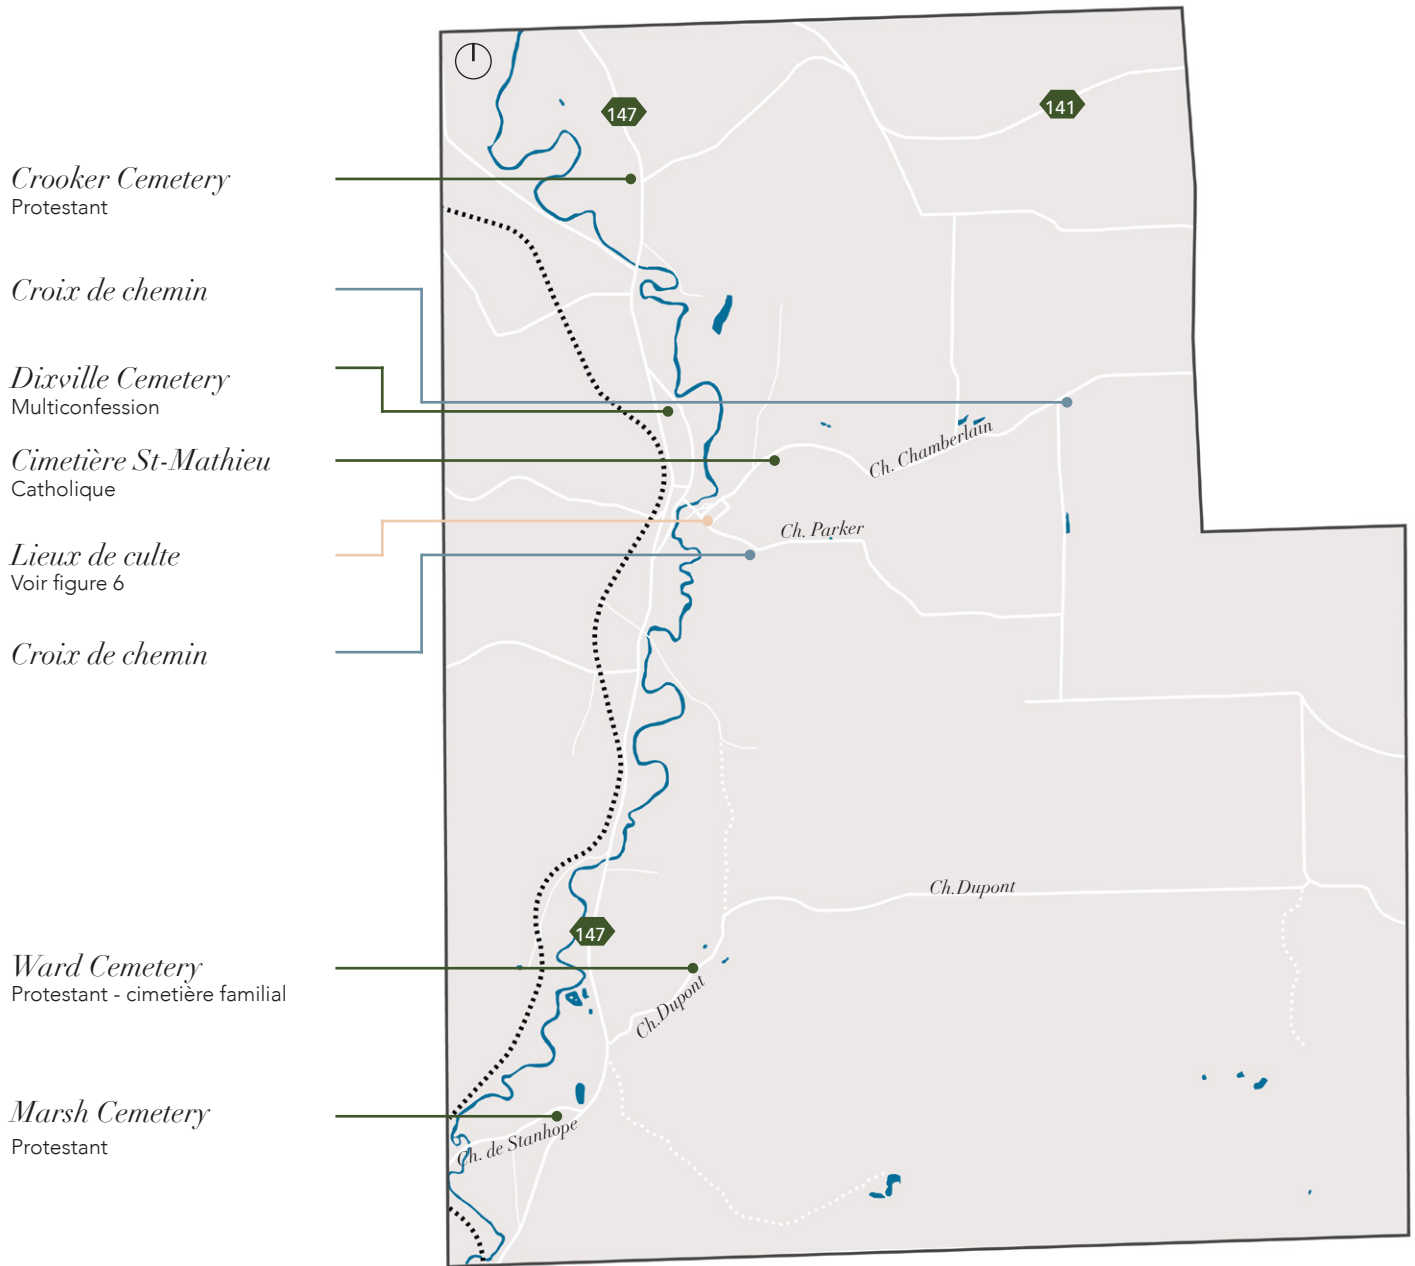 147
141
Crooker Cemetery
Protestant
Croix de chemin
Dixville Cemetery
Multiconfession
Ch. Chamberlain
Cimetière St-Mathieu
Catholique
Ch. Parker
Lieux de culte
Voir figure 6
Croix de chemin
Ch.Dupont
147
Ward Cemetery
Protestant - cimetière familial
Ch.Dupont
Marsh Cemetery
Protestant
Ch. de Stanhope